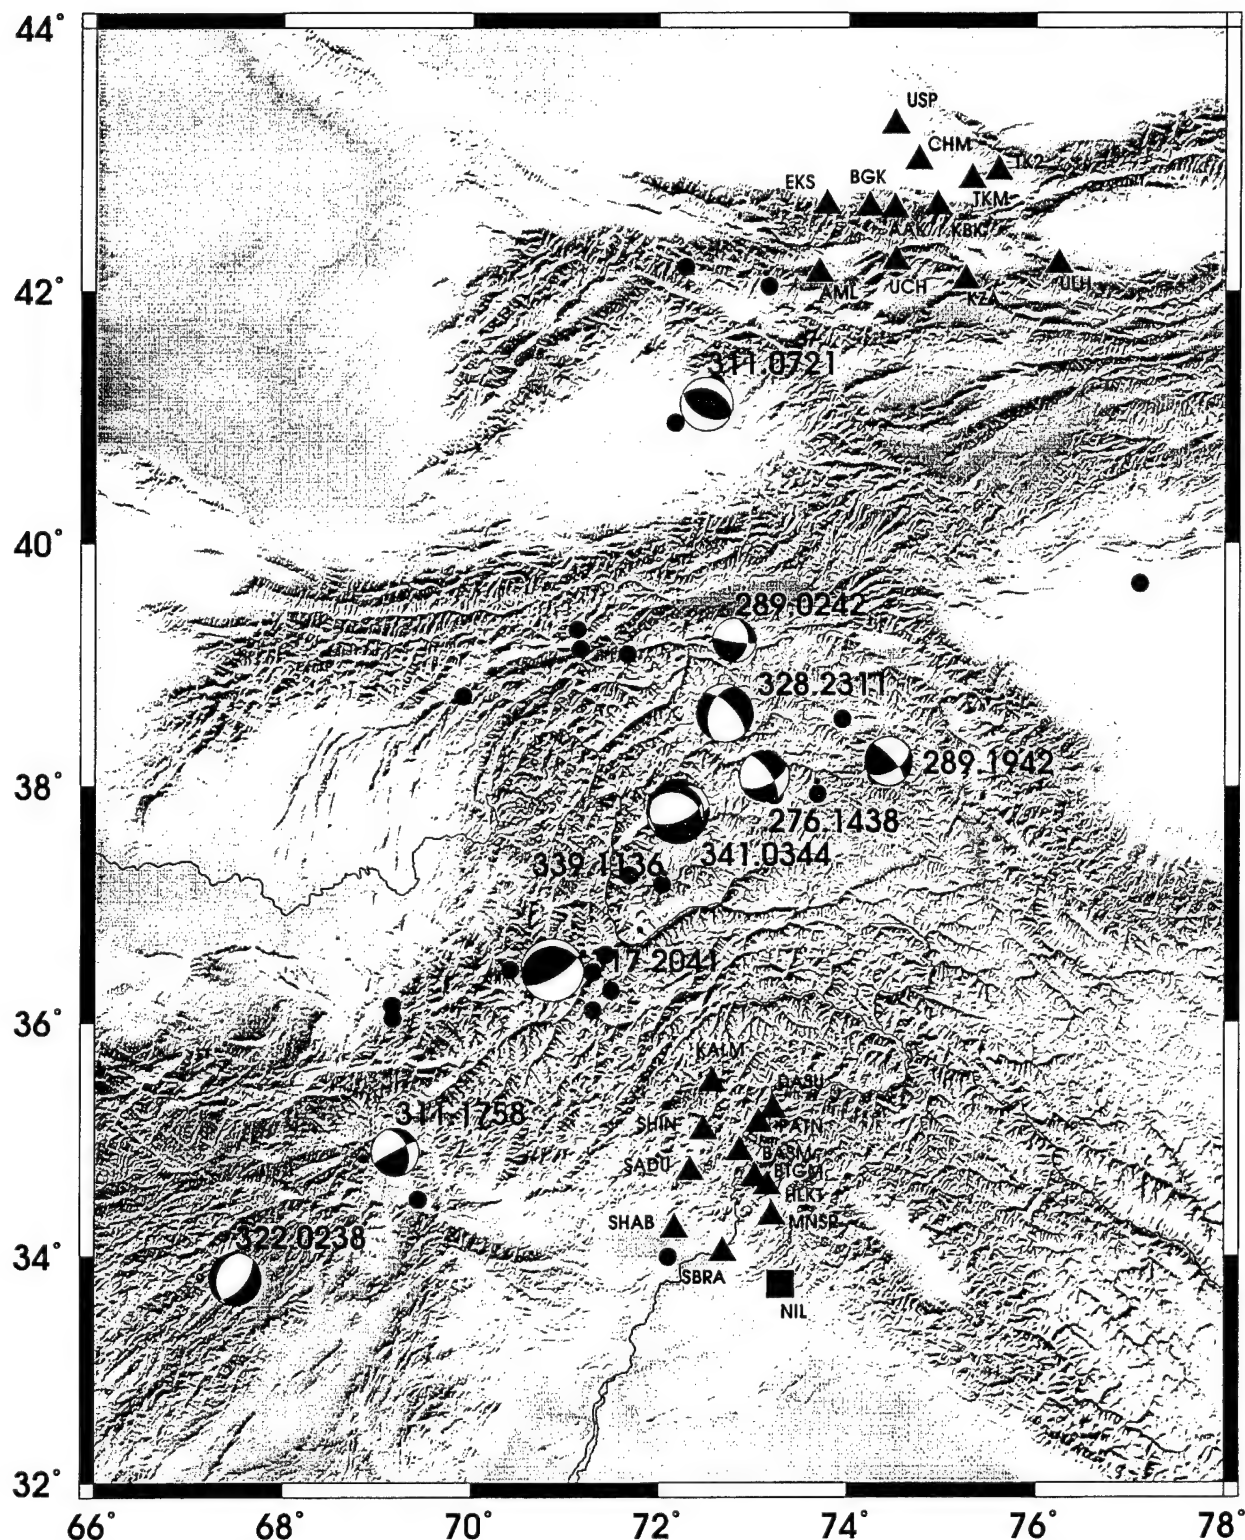 44°
USP
CHM
TK2
EKS
BGK
TKM
AAK
KBK
42°
AML
UCH
KZA
ULH
311.0721
40°
289.0242
328.2311
38°
289.1942
276.1438
341.0344
339.1136
17.2041
36°
KALM
DASU
311.1758
SHIN
PATN
BASM
SADU
BTGM
HLKT
SHAB
MNSR
322.0238
34°
SBRA
NIL
32°
66° 68° 70° 72° 74° 76° 78°